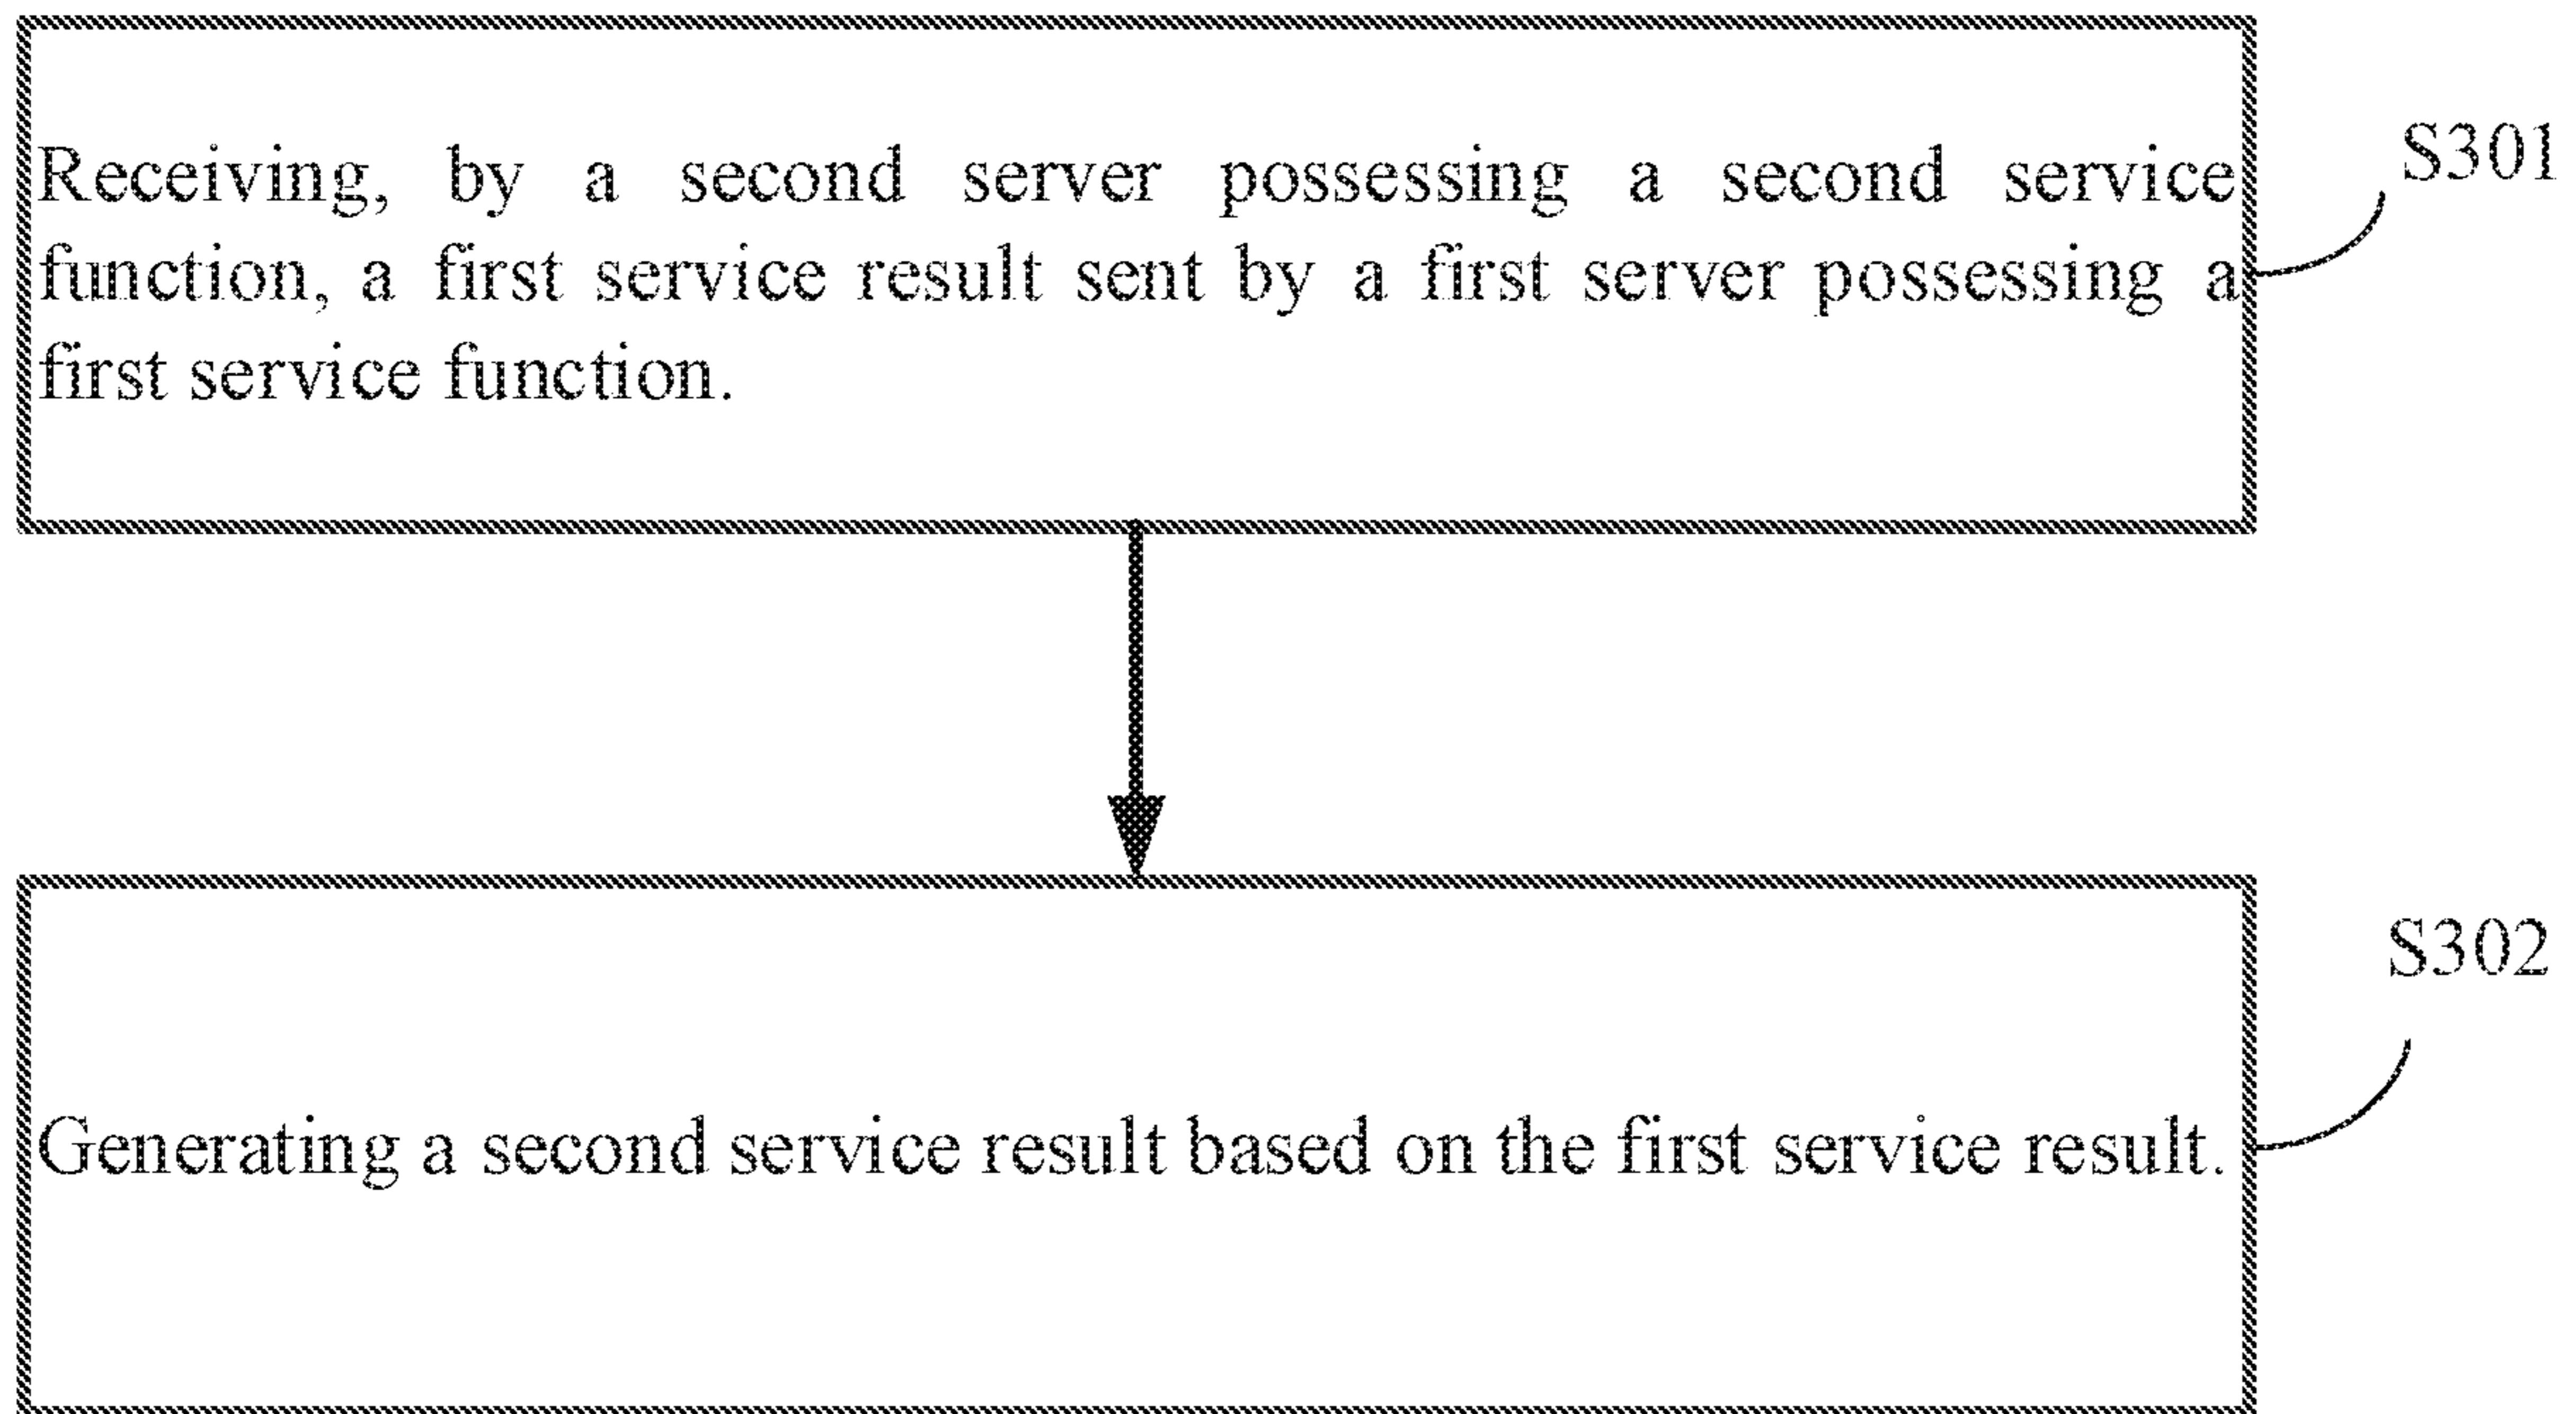 Receiving, by a second server possessing a second service
function, a first service result sent by a first server possessing a
first service function.
S301
Generating a second service result based on the first service result.
S302